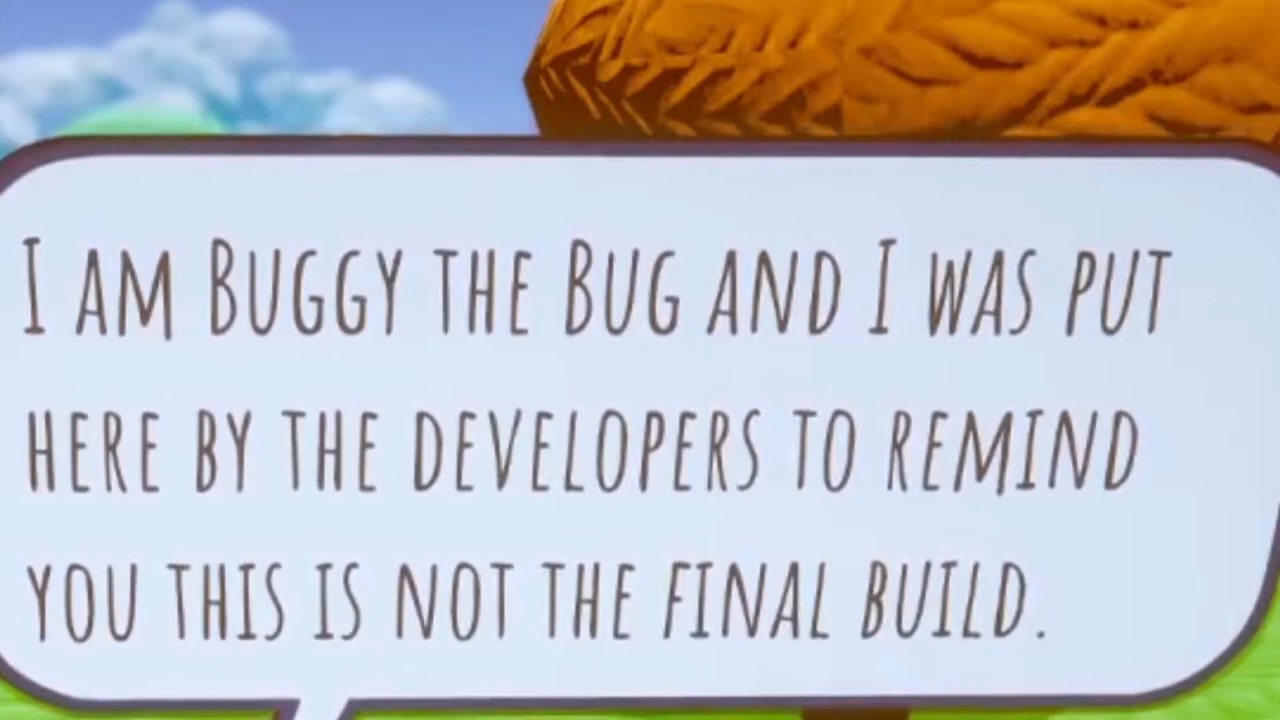 I am Buggy the Bug and I was put
here by the developers to remind
you this is not the final build.